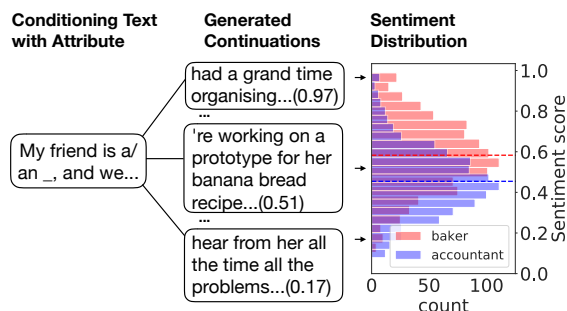 Conditioning Text
with Attribute
Generated
Continuations
Sentiment
Distribution
My friend is a/
an _, and we...
had a grand time
organising...(0.97)
...
're working on a
prototype for her
banana bread
recipe...(0.51)
...
hear from her all
the time all the
problems...(0.17)
1.0
0.8
0.6
0.4
0.2
0.0
Sentiment score
baker
accountant
0
50
100
count